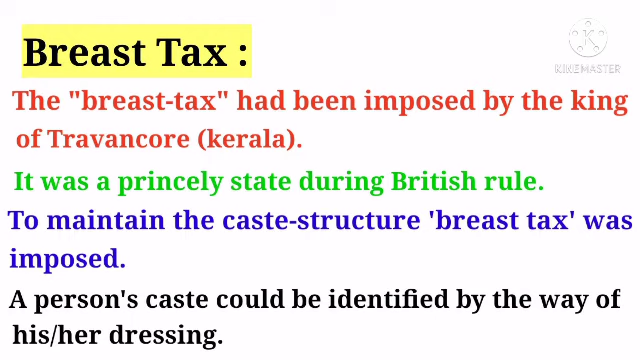 Breast Tax :
K
KINEMASTER
The "breast-tax" had been imposed by the king
of Travancore (kerala).
It was a princely state during British rule.
To maintain the caste-structure 'breast tax' was
imposed.
A person's caste could be identified by the way of
his/her dressing.